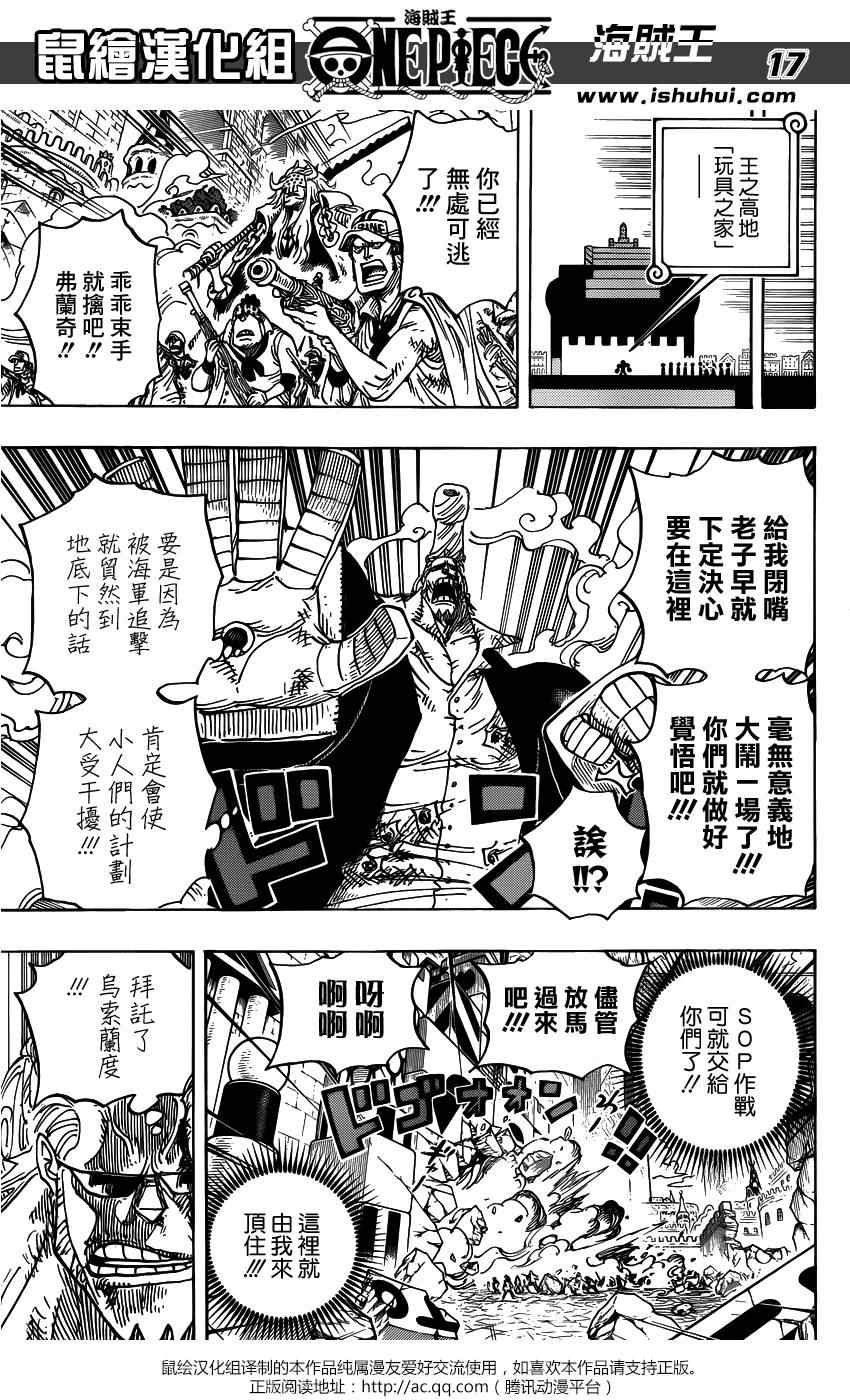 鼠繪漢化組
海賊王
ONE PIECE
海賊王
17
www.ishuhui.com
王之高地
「玩具之家」
——
你已經
無處可逃
了!!!
MARINE
乖乖束手
就擒吧!!
弗蘭奇!!
給我閉嘴
老子早就
下定決心
要在這裡
毫無意義地
大鬧一場了!!!
你們就做好
覺悟吧!!!
誒!!?
要是因為
被海軍追擊
就貿然到
地底下的話
肯定會使
小人們的計劃
大受干擾!!!
ドドン
SOP作戰
可就交給
你們了!!
儘管
放馬
過來
吧!!!
呀啊
啊啊
ドゴォオォン
!!
這裡就
由我來
頂住!!!
拜託了
烏索蘭度
!!!
鼠绘汉化组译制的本作品纯属漫友爱好交流使用，如喜欢本作品请支持正版。
正版阅读地址：http://ac.qq.com（腾讯动漫平台）